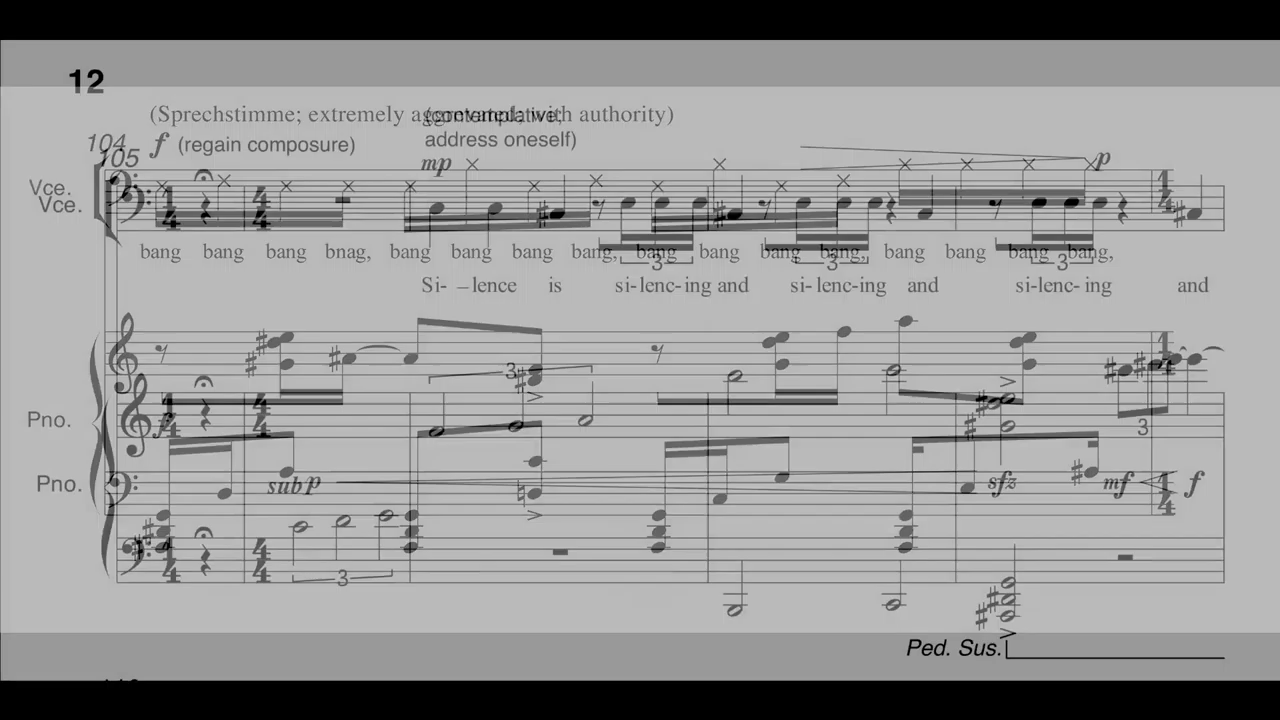 12
(Sprechstimme; extremely aggrevated; with authority)
(contemplative;
104 f (regain composure) address oneself)
105 mp p
Vce.
Vce.
bang bang bang bnag, bang bang bang bang, bang bang bang bang, bang bang bang bang,
3 3 3
Si- lence is si-lenc-ing and si-lenc-ing and si-lenc-ing and
3
Pno.
3
Pno. sub p sfz mf f
3
Ped. Sus.